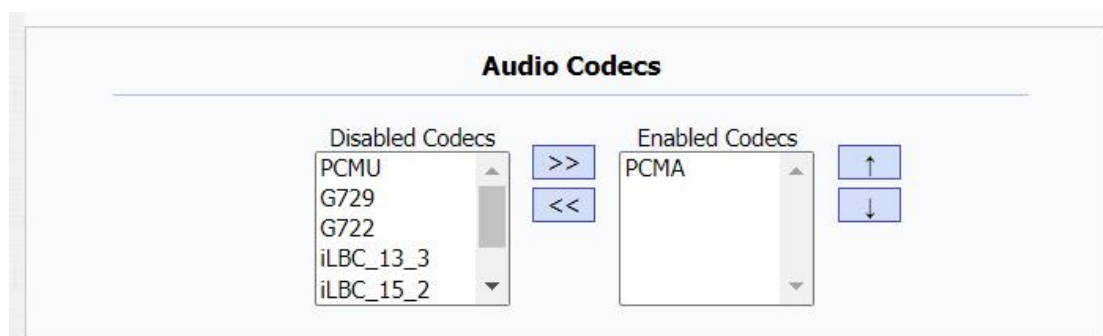 Audio Codecs
Disabled Codecs
PCMU
G729
G722
iLBC_13_3
iLBC_15_2
>>
<<
Enabled Codecs
PCMA
↑
↓